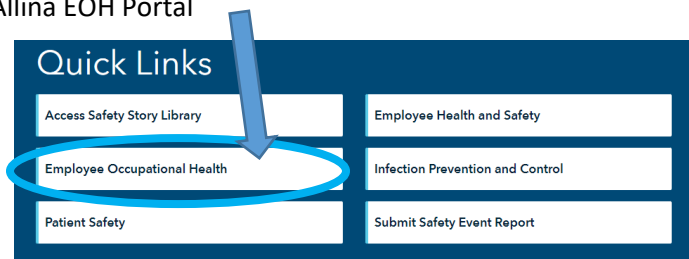 Allina EOH Portal
Quick Links
Access Safety Story Library
Employee Health and Safety
Employee Occupational Health
Infection Prevention and Control
Patient Safety
Submit Safety Event Report